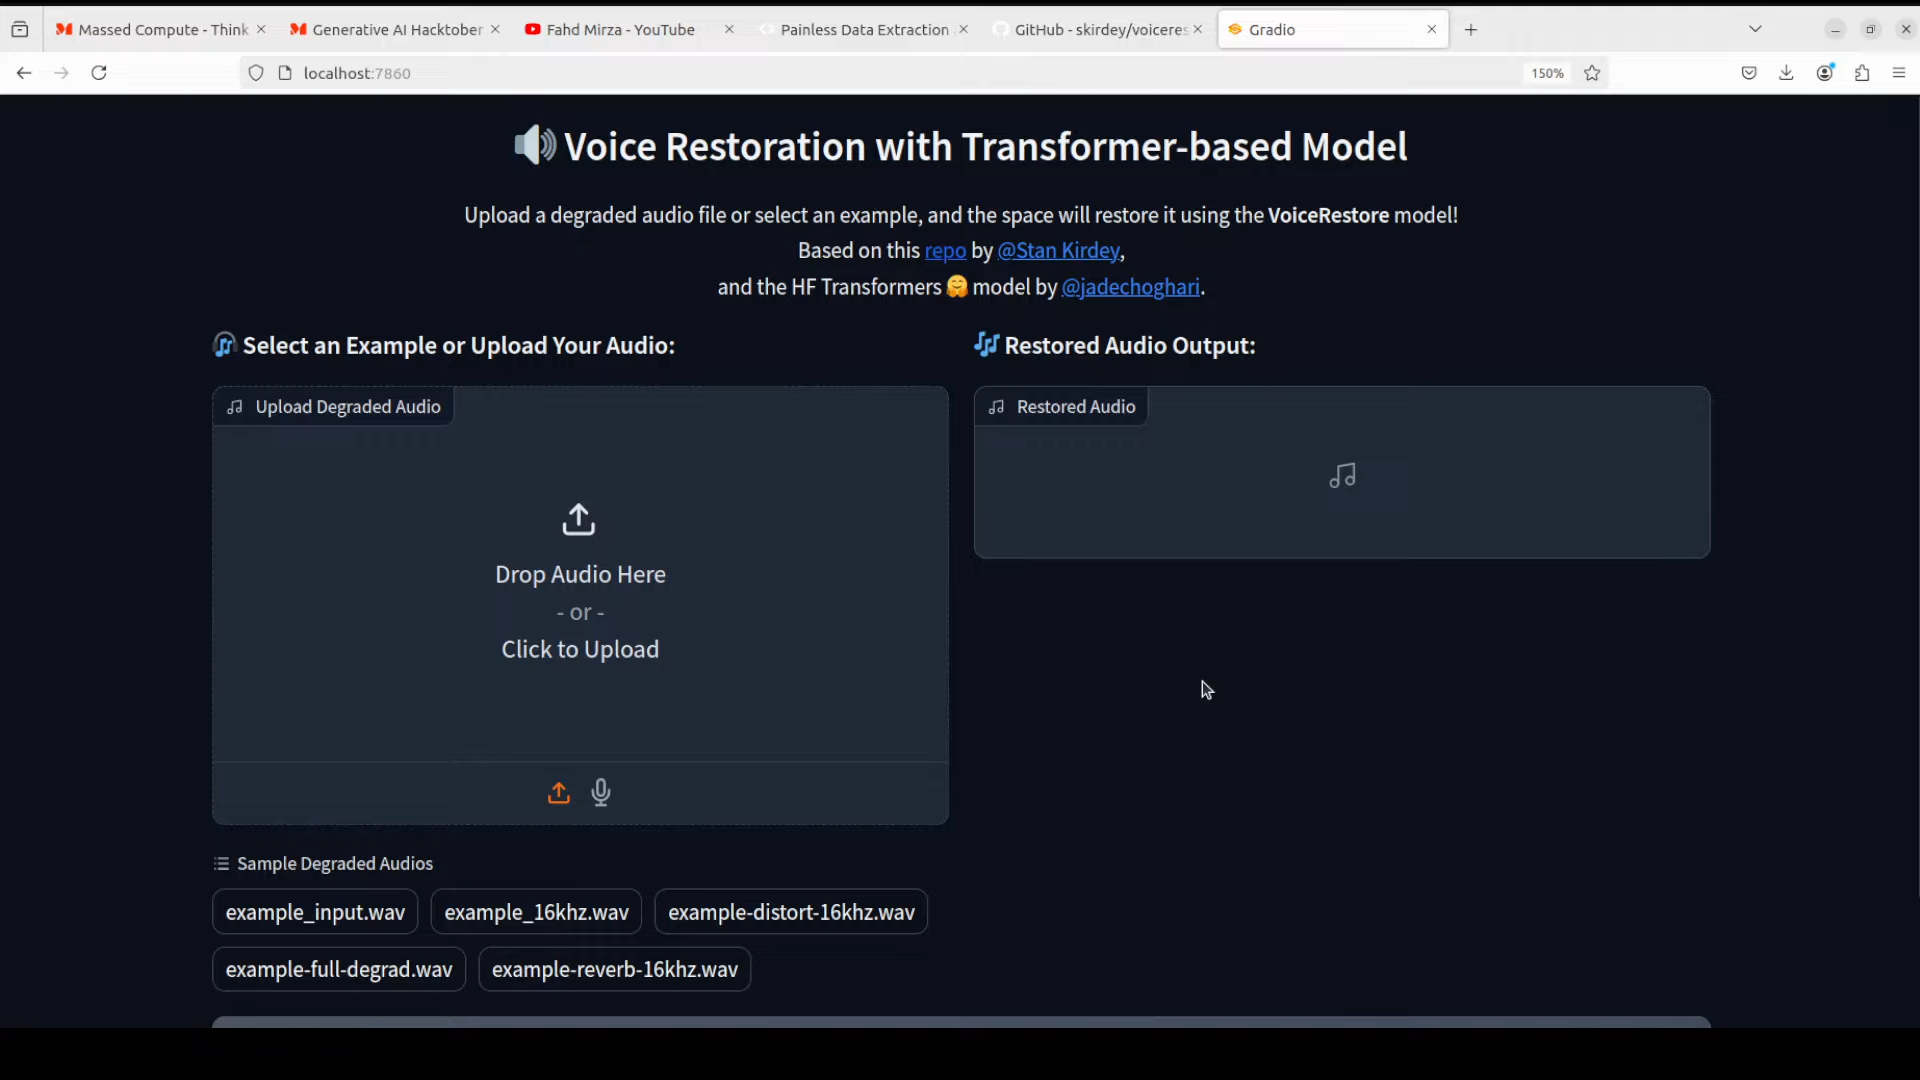 Massed Compute - Think
Generative AI Hacktober
Fahd Mirza - YouTube
Painless Data Extraction
GitHub - skirdey/voiceres
Gradio
localhost:7860
150%
Voice Restoration with Transformer-based Model
Upload a degraded audio file or select an example, and the space will restore it using the VoiceRestore model!
Based on this repo by @Stan Kirdey,
and the HF Transformers 🤗 model by @jadechoghari.
Select an Example or Upload Your Audio:
Restored Audio Output:
Upload Degraded Audio
Restored Audio
Drop Audio Here
- or -
Click to Upload
Sample Degraded Audios
example_input.wav
example_16khz.wav
example-distort-16khz.wav
example-full-degrad.wav
example-reverb-16khz.wav